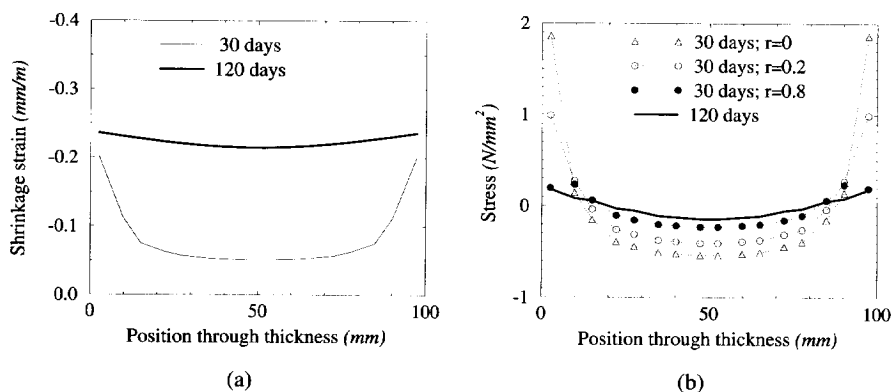 -0.4
-0.3
-0.2
-0.1
0.0
Shrinkage strain (mm/m)
30 days
120 days
0
50
100
Position through thickness (mm)
(a)
2
1
0
-1
Stress (N/mm²)
30 days; r=0
30 days; r=0.2
30 days; r=0.8
120 days
0
50
100
Position through thickness (mm)
(b)